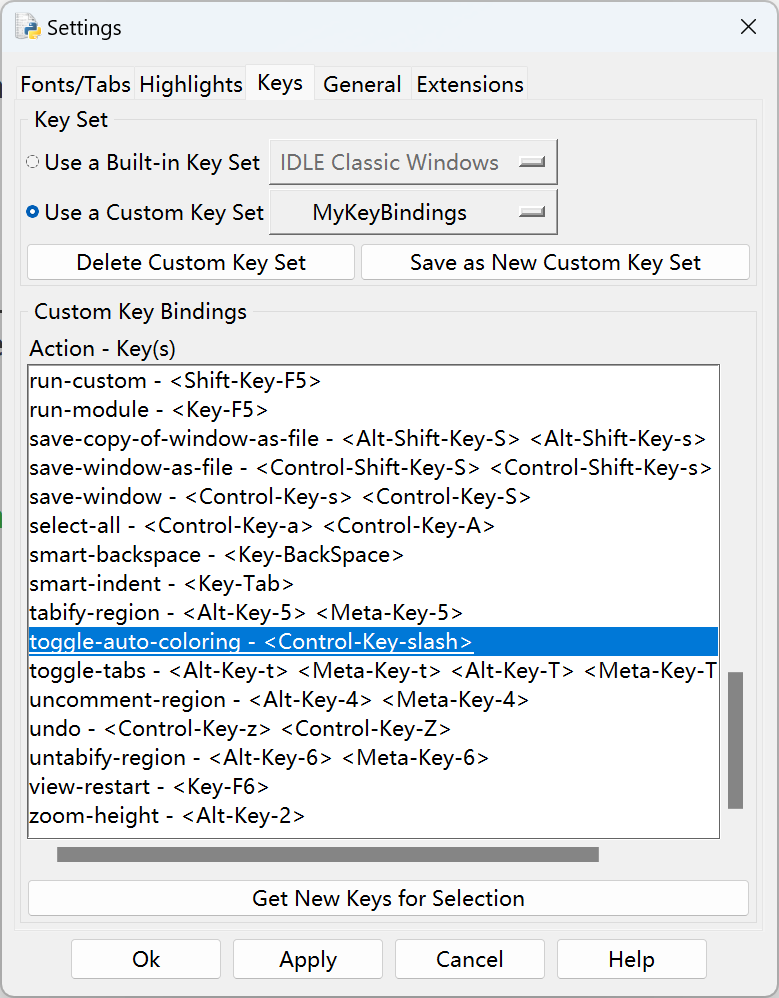 Settings
Fonts/Tabs Highlights Keys General Extensions
Key Set
Use a Built-in Key Set IDLE Classic Windows
Use a Custom Key Set MyKeyBindings
Delete Custom Key Set Save as New Custom Key Set
Custom Key Bindings
Action - Key(s)
run-custom - <Shift-Key-F5>
run-module - <Key-F5>
save-copy-of-window-as-file - <Alt-Shift-Key-S> <Alt-Shift-Key-s>
save-window-as-file - <Control-Shift-Key-S> <Control-Shift-Key-s>
save-window - <Control-Key-s> <Control-Key-S>
select-all - <Control-Key-a> <Control-Key-A>
smart-backspace - <Key-BackSpace>
smart-indent - <Key-Tab>
tabify-region - <Alt-Key-5> <Meta-Key-5>
toggle-auto-coloring - <Control-Key-slash>
toggle-tabs - <Alt-Key-t> <Meta-Key-t> <Alt-Key-T> <Meta-Key-T
uncomment-region - <Alt-Key-4> <Meta-Key-4>
undo - <Control-Key-z> <Control-Key-Z>
untabify-region - <Alt-Key-6> <Meta-Key-6>
view-restart - <Key-F6>
zoom-height - <Alt-Key-2>
Get New Keys for Selection
Ok Apply Cancel Help